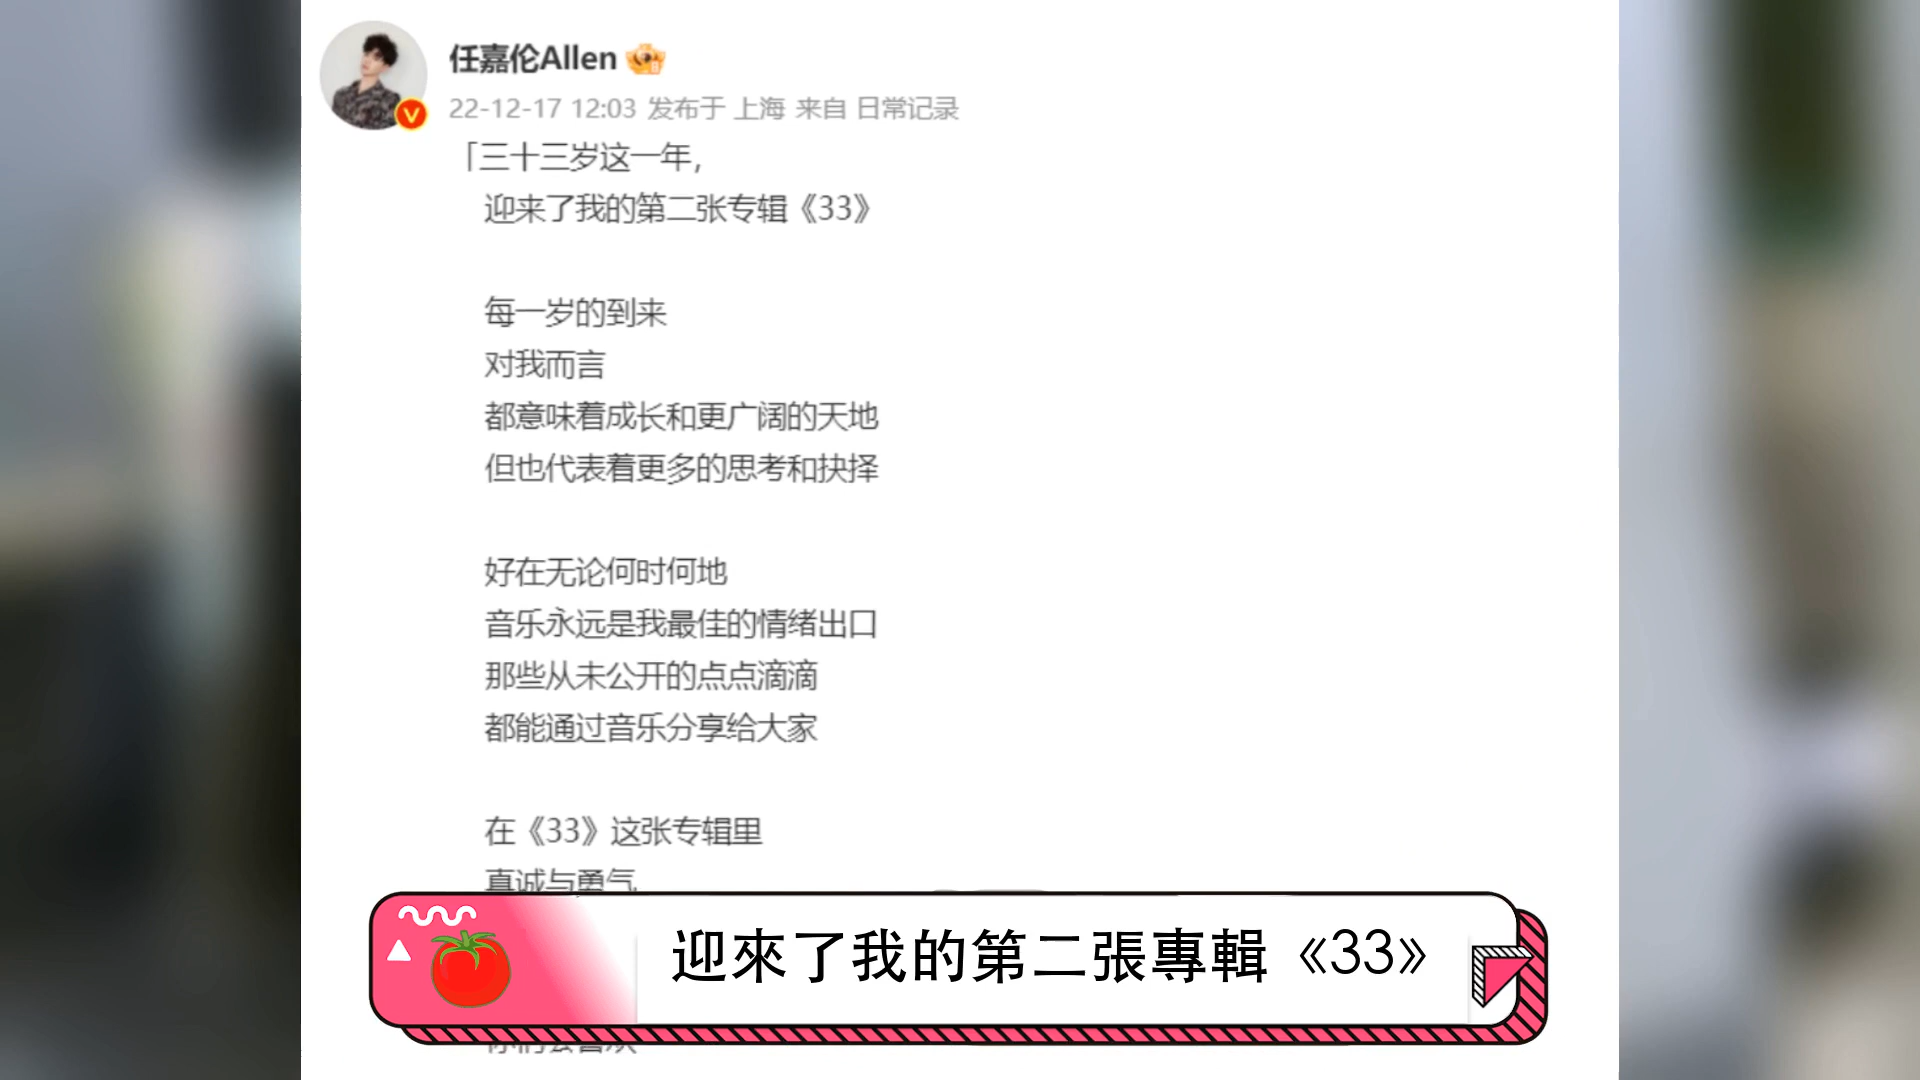 任嘉伦Allen
22-12-17 12:03 发布于 上海 来自 日常记录
「三十三岁这一年，
迎来了我的第二张专辑《33》
每一岁的到来
对我而言
都意味着成长和更广阔的天地
但也代表着更多的思考和抉择
好在无论何时何地
音乐永远是我最佳的情绪出口
那些从未公开的点点滴滴
都能通过音乐分享给大家
在《33》这张专辑里
真诚与勇气
迎來了我的第二張專輯《33》